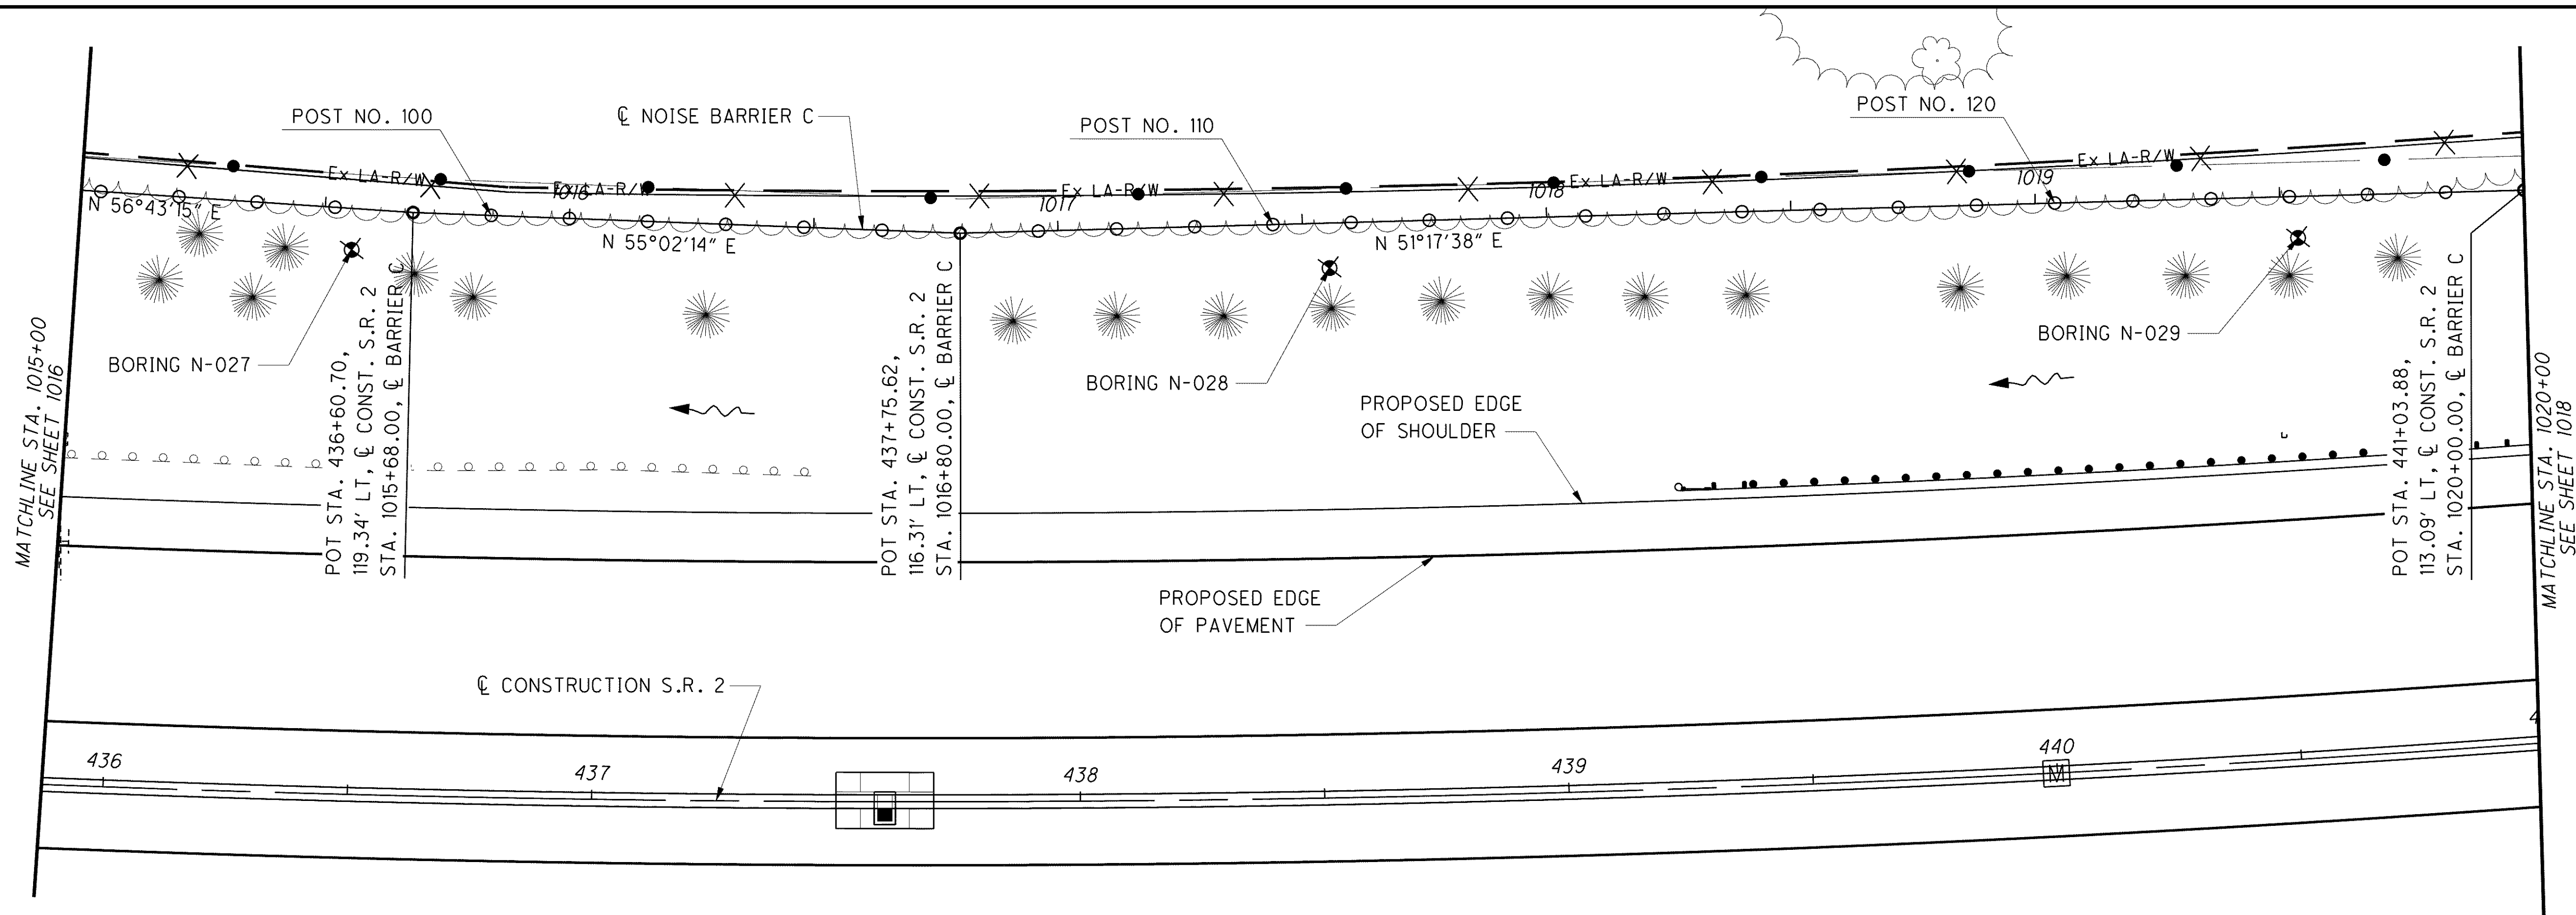 POST NO. 100
℄ NOISE BARRIER C
POST NO. 110
POST NO. 120
Ex LA-R/W
Ex LA-R/W
Ex LA-R/W
Ex LA-R/W
Ex LA-R/W
1016
1017
1018
1019
N 56°43'15" E
N 55°02'14" E
N 51°17'38" E
BORING N-027
BORING N-028
BORING N-029
MATCHLINE STA. 1015+00
SEE SHEET 1016
POT STA. 436+60.70,
119.34' LT, ℄ CONST. S.R. 2
STA. 1015+68.00, ℄ BARRIER C
POT STA. 437+75.62,
116.31' LT, ℄ CONST. S.R. 2
STA. 1016+80.00, ℄ BARRIER C
POT STA. 441+03.88,
113.09' LT, ℄ CONST. S.R. 2
STA. 1020+00.00, ℄ BARRIER C
MATCHLINE STA. 1020+00
SEE SHEET 1018
PROPOSED EDGE
OF SHOULDER
PROPOSED EDGE
OF PAVEMENT
℄ CONSTRUCTION S.R. 2
436
437
438
439
440
4
M